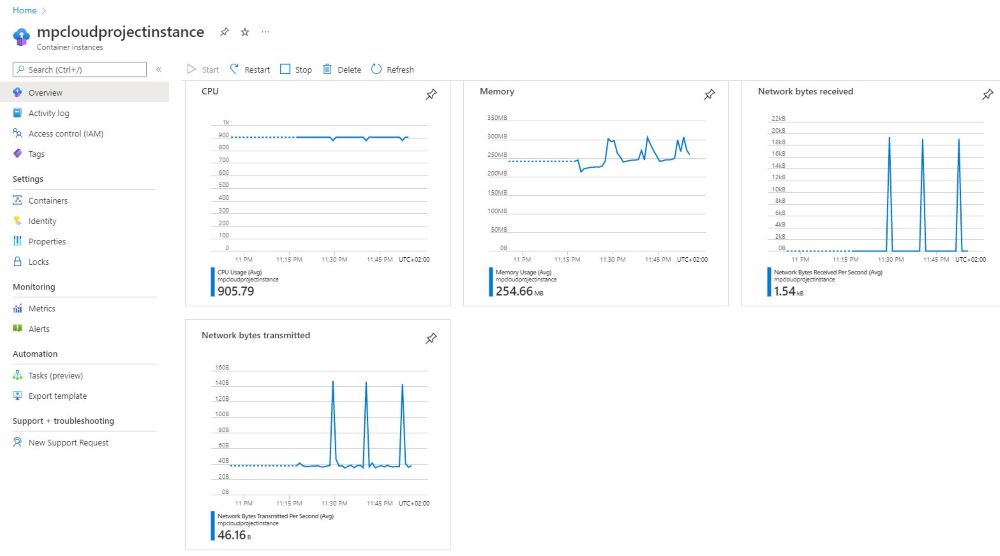 Home >
mpcloudprojectinstance
Container instances
Search (Ctrl+/)
«
Start Restart Stop Delete Refresh
Overview
Activity log
Access control (IAM)
Tags
Settings
Containers
Identity
Properties
Locks
Monitoring
Metrics
Alerts
Automation
Tasks (preview)
Export template
Support + troubleshooting
New Support Request
CPU
1k
900
800
700
600
500
400
300
200
100
0
11 PM 11:15 PM 11:30 PM 11:45 PM UTC+02:00
CPU Usage (Avg)
mpcloudprojectinstance
905.79
Memory
350MB
300MB
250MB
200MB
150MB
100MB
50MB
0B
11 PM 11:15 PM 11:30 PM 11:45 PM UTC+02:00
Memory Usage (Avg)
mpcloudprojectinstance
254.66 MB
Network bytes received
22kB
20kB
18kB
16kB
14kB
12kB
10kB
8kB
6kB
4kB
2kB
0B
11 PM 11:15 PM 11:30 PM 11:45 PM UTC+02:00
Network Bytes Received Per Second (Avg)
mpcloudprojectinstance
1.54 kB
Network bytes transmitted
160B
140B
120B
100B
80B
60B
40B
20B
0B
11 PM 11:15 PM 11:30 PM 11:45 PM UTC+02:00
Network Bytes Transmitted Per Second (Avg)
mpcloudprojectinstance
46.16 B